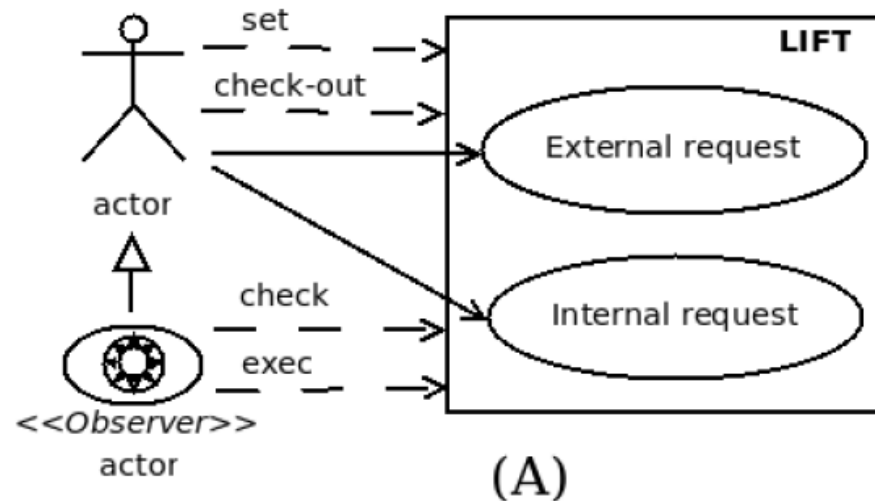 set
LIFT
check-out
External request
actor
check
Internal request
exec
<<Observer>>
actor
(A)